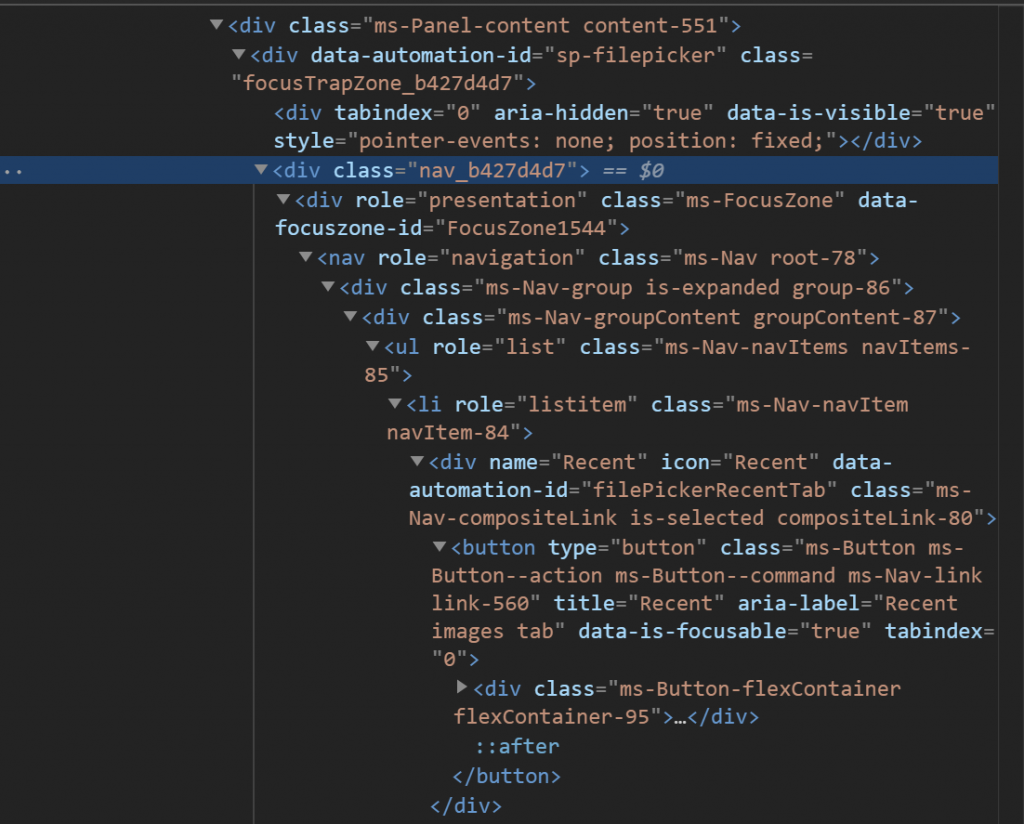 <div class="ms-Panel-content content-551">
<div data-automation-id="sp-filepicker" class=
"focusTrapZone_b427d4d7">
<div tabindex="0" aria-hidden="true" data-is-visible="true"
style="pointer-events: none; position: fixed;"></div>
<div class="nav_b427d4d7"> == $0
<div role="presentation" class="ms-FocusZone" data-
focuszone-id="FocusZone1544">
<nav role="navigation" class="ms-Nav root-78">
<div class="ms-Nav-group is-expanded group-86">
<div class="ms-Nav-groupContent groupContent-87">
<ul role="list" class="ms-Nav-navItems navItems-
85">
<li role="listitem" class="ms-Nav-navItem
navItem-84">
<div name="Recent" icon="Recent" data-
automation-id="filePickerRecentTab" class="ms-
Nav-compositeLink is-selected compositeLink-80">
<button type="button" class="ms-Button ms-
Button--action ms-Button--command ms-Nav-link
link-560" title="Recent" aria-label="Recent
images tab" data-is-focusable="true" tabindex=
"0">
<div class="ms-Button-flexContainer
flexContainer-95">…</div>
::after
</button>
</div>